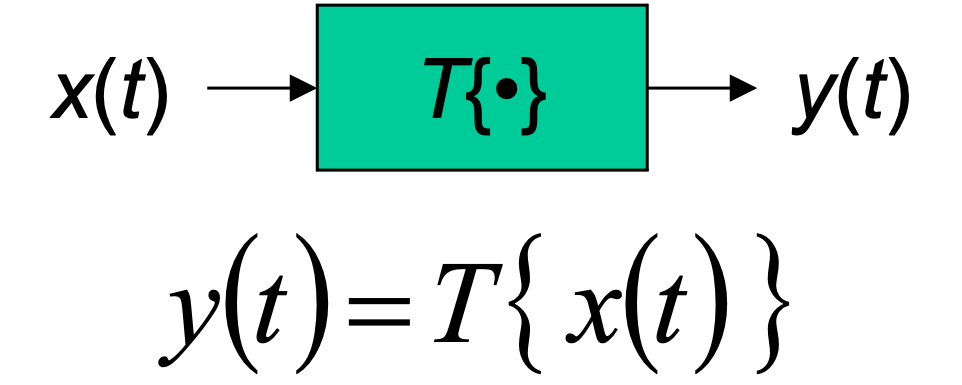 x(t) T{•} y(t)
y(t) = T{ x(t) }